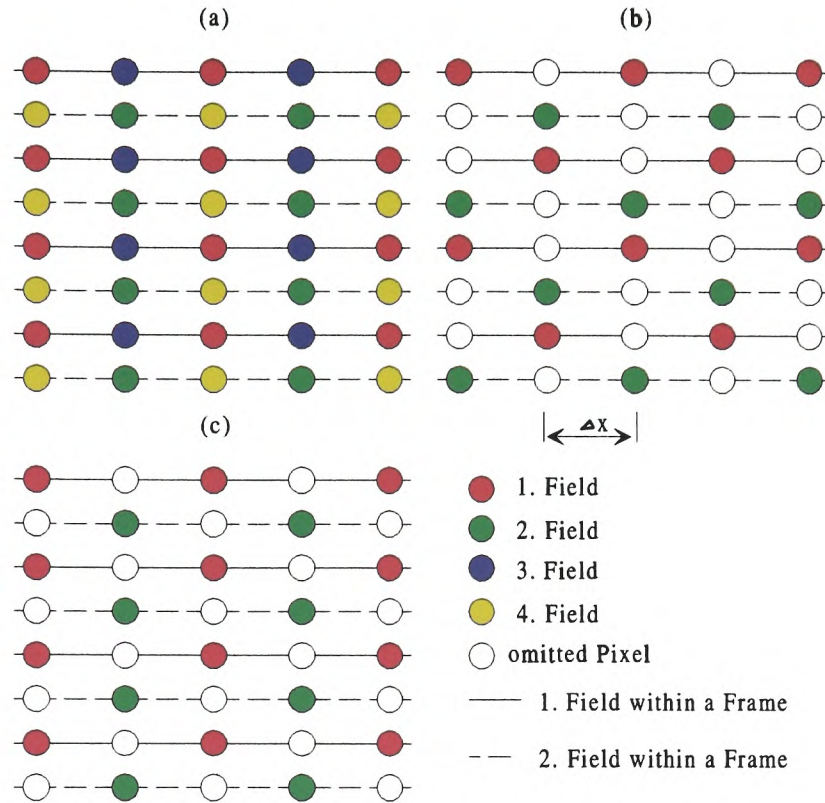 (a)
(b)
(c)
ΔX
1. Field
2. Field
3. Field
4. Field
omitted Pixel
1. Field within a Frame
2. Field within a Frame